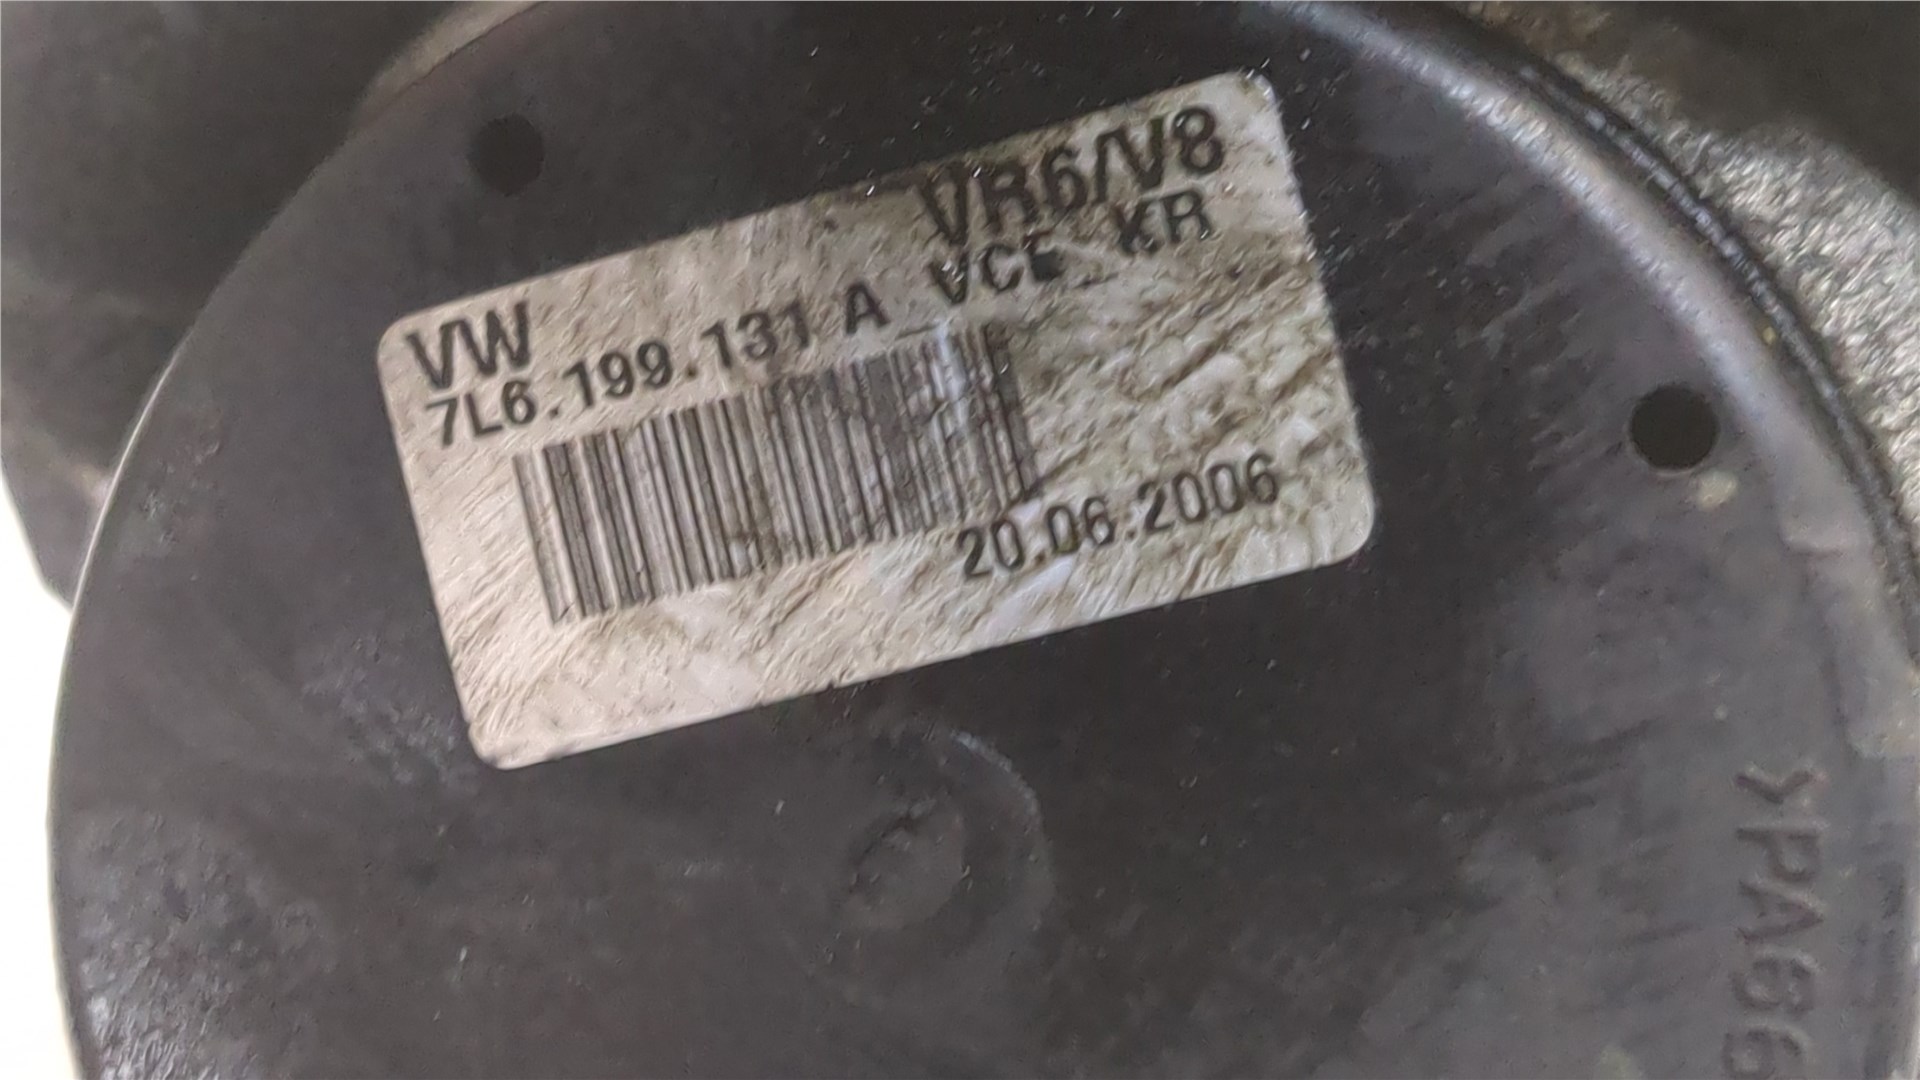 VW VR6/V8
7L6.199.131 A VCE KR
20.06.2006
>PA66